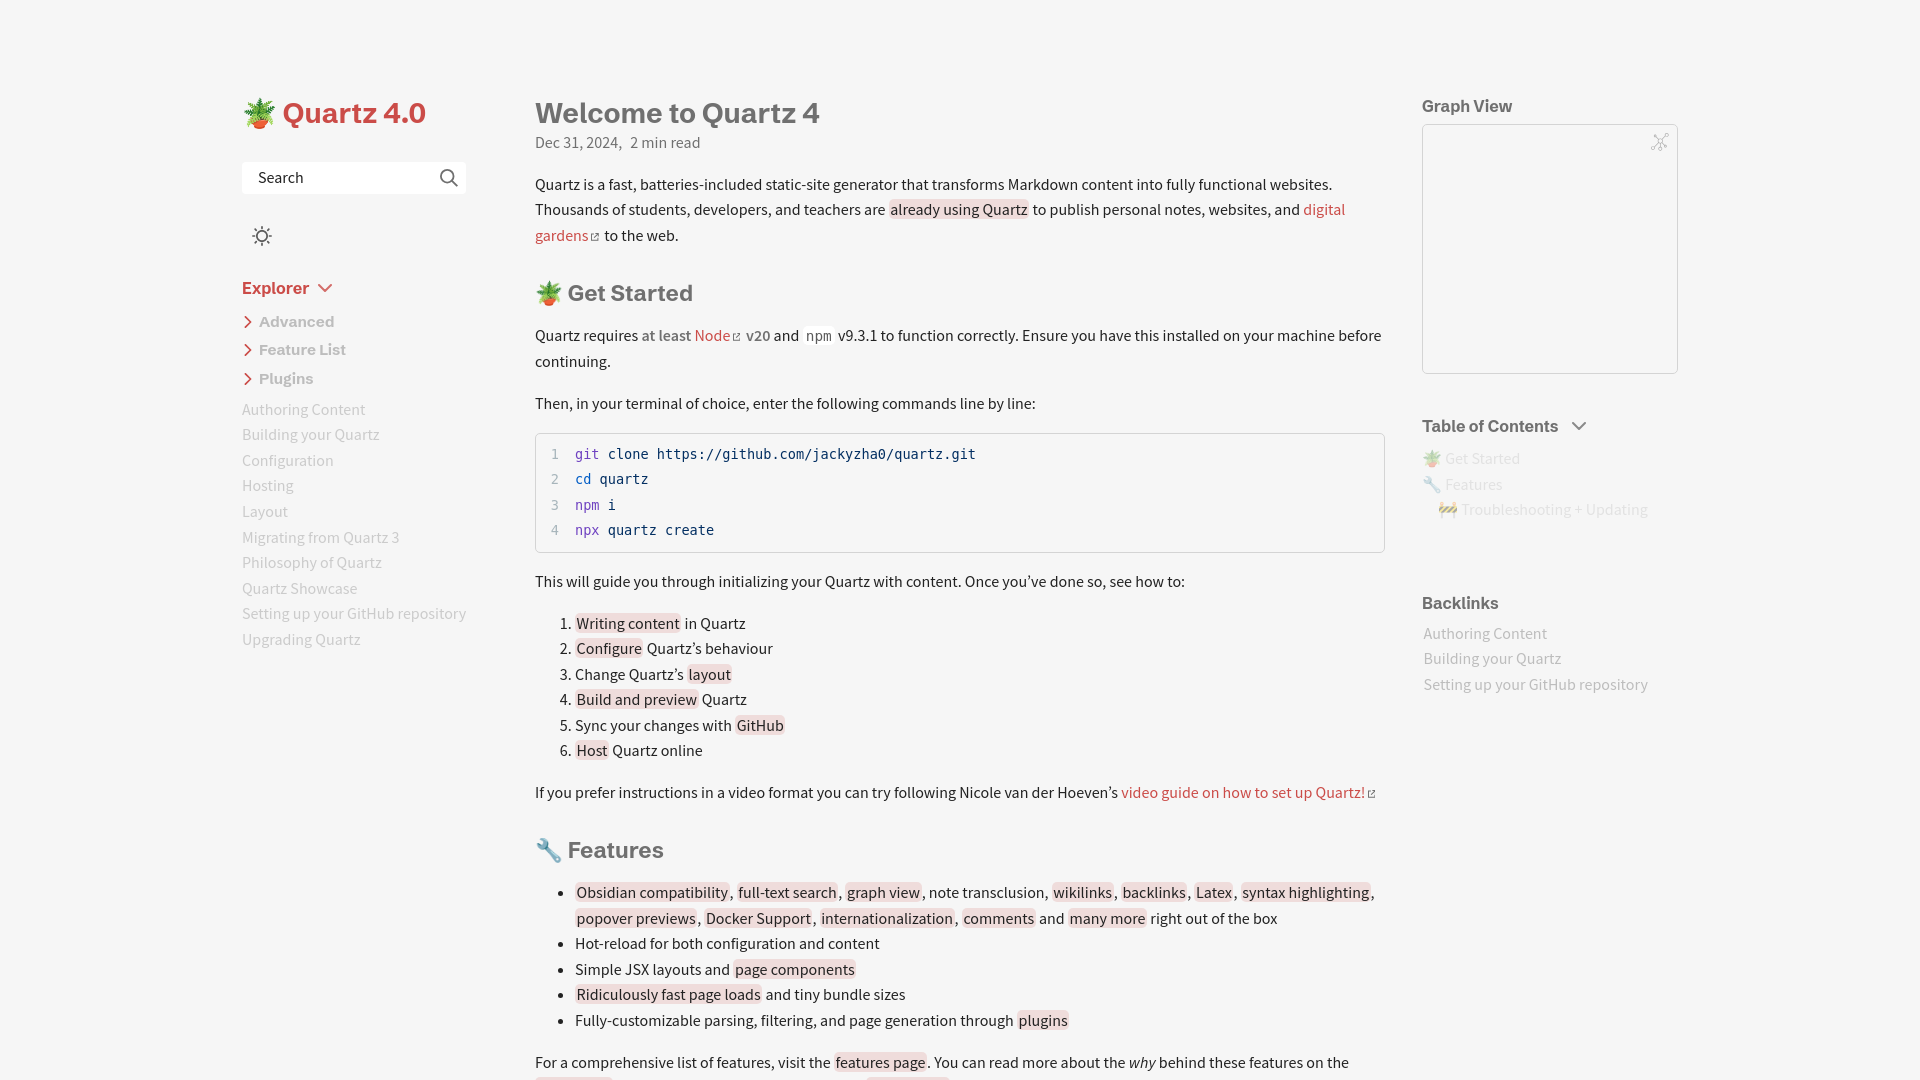 🪴 Quartz 4.0
Search
Explorer
Advanced
Feature List
Plugins
Authoring Content
Building your Quartz
Configuration
Hosting
Layout
Migrating from Quartz 3
Philosophy of Quartz
Quartz Showcase
Setting up your GitHub repository
Upgrading Quartz
Welcome to Quartz 4
Dec 31, 2024, 2 min read
Quartz is a fast, batteries-included static-site generator that transforms Markdown content into fully functional websites.
Thousands of students, developers, and teachers are already using Quartz to publish personal notes, websites, and digital
gardens to the web.
🪴 Get Started
Quartz requires at least Node v20 and npm v9.3.1 to function correctly. Ensure you have this installed on your machine before
continuing.
Then, in your terminal of choice, enter the following commands line by line:
1 git clone https://github.com/jackyzha0/quartz.git
2 cd quartz
3 npm i
4 npx quartz create
This will guide you through initializing your Quartz with content. Once you’ve done so, see how to:
1. Writing content in Quartz
2. Configure Quartz’s behaviour
3. Change Quartz’s layout
4. Build and preview Quartz
5. Sync your changes with GitHub
6. Host Quartz online
If you prefer instructions in a video format you can try following Nicole van der Hoeven’s video guide on how to set up Quartz!
🔧 Features
• Obsidian compatibility, full-text search, graph view, note transclusion, wikilinks, backlinks, Latex, syntax highlighting,
popover previews, Docker Support, internationalization, comments and many more right out of the box
• Hot-reload for both configuration and content
• Simple JSX layouts and page components
• Ridiculously fast page loads and tiny bundle sizes
• Fully-customizable parsing, filtering, and page generation through plugins
For a comprehensive list of features, visit the features page. You can read more about the why behind these features on the
Graph View
Table of Contents
🪴 Get Started
🔧 Features
🚧 Troubleshooting + Updating
Backlinks
Authoring Content
Building your Quartz
Setting up your GitHub repository